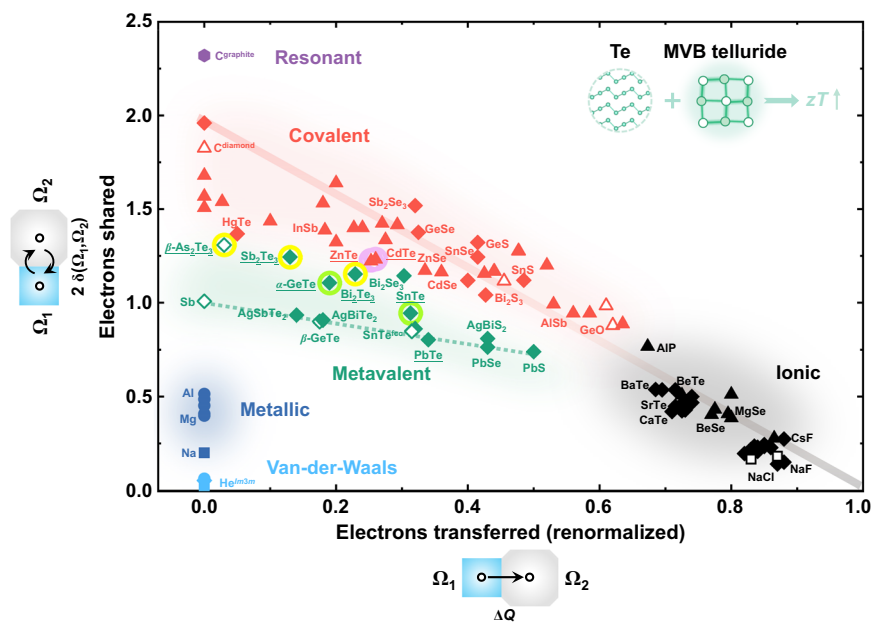 2.5
2.0
1.5
1.0
0.5
0.0
Electrons shared
2 δ(Ω₁,Ω₂)
Ω₂
Ω₁
Te
MVB telluride
+
zT ↑
C^graphite
Resonant
Covalent
C^diamond
HgTe
β-As₂Te₃
Sb₂Te₃
InSb
Sb₂Se₃
GeSe
GeS
SnSe
ZnTe
CdTe
ZnSe
SnS
CdSe
α-GeTe
Bi₂Te₃
Bi₂Se₃
Bi₂S₃
SnTe
Sb
AgSbTe₂
AgBiTe₂
β-GeTe
PbTe
AgBiS₂
PbSe
PbS
AlSb
GeO
Metavalent
AlP
Ionic
BaTe
BeTe
SrTe
CaTe
BeSe
MgSe
CsF
NaCl
NaF
Al
Mg
Metallic
Na
Van-der-Waals
He^Im3m
0.0
0.2
0.4
0.6
0.8
1.0
Electrons transferred (renormalized)
Ω₁
Ω₂
ΔQ